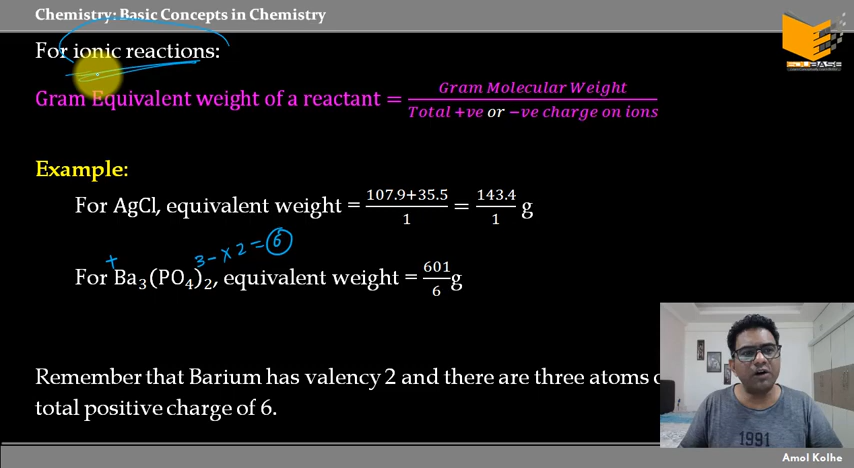 Chemistry: Basic Concepts in Chemistry
EDUBASE
For ionic reactions:
Gram Equivalent weight of a reactant = Gram Molecular Weight / Total +ve or −ve charge on ions
Example:
For AgCl, equivalent weight = 107.9+35.5 / 1 = 143.4 / 1 g
+ 3 − × 2 = 6
For Ba₃(PO₄)₂, equivalent weight = 601 / 6 g
Remember that Barium has valency 2 and there are three atoms
total positive charge of 6.
1991
Amol Kolhe